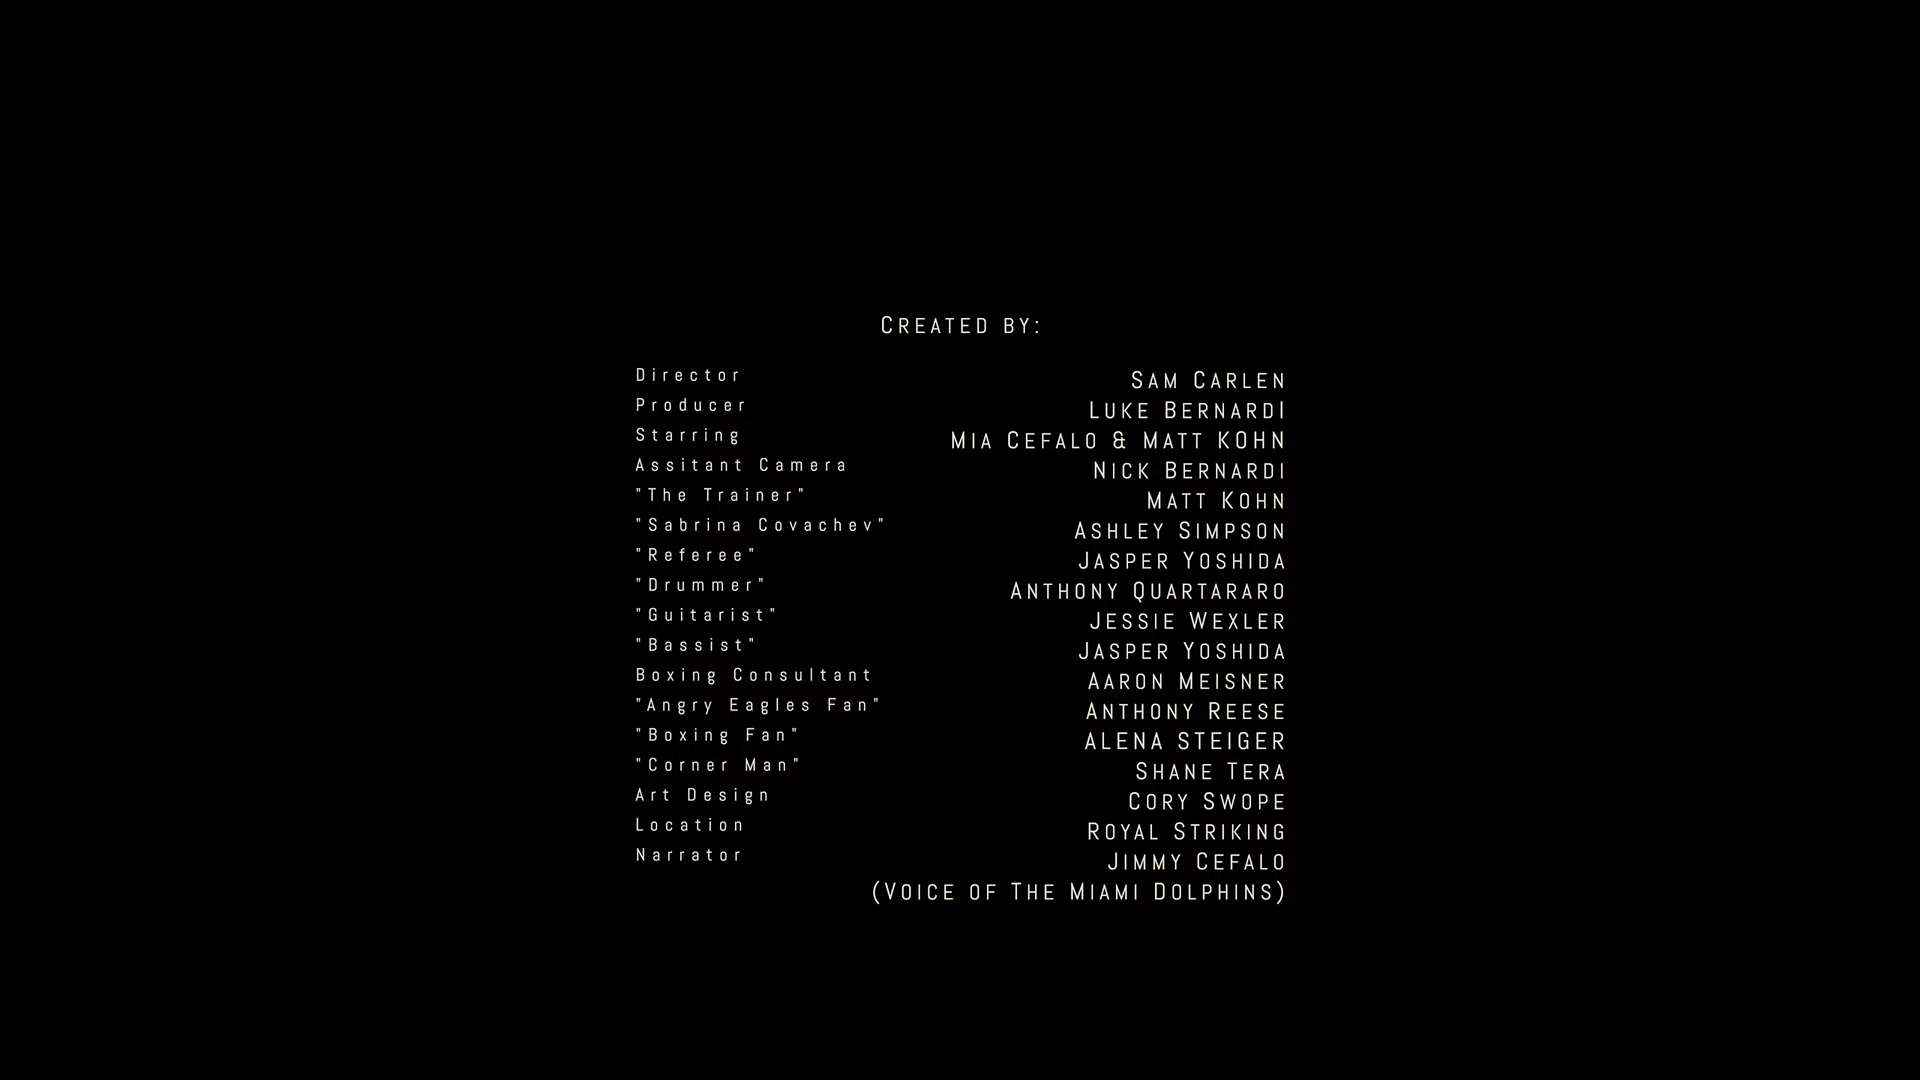 CREATED BY:
Director SAM CARLEN
Producer LUKE BERNARDI
Starring MIA CEFALO & MATT KOHN
Assitant Camera NICK BERNARDI
"The Trainer" MATT KOHN
"Sabrina Covachev" ASHLEY SIMPSON
"Referee" JASPER YOSHIDA
"Drummer" ANTHONY QUARTARARO
"Guitarist" JESSIE WEXLER
"Bassist" JASPER YOSHIDA
Boxing Consultant AARON MEISNER
"Angry Eagles Fan" ANTHONY REESE
"Boxing Fan" ALENA STEIGER
"Corner Man" SHANE TERA
Art Design CORY SWOPE
Location ROYAL STRIKING
Narrator JIMMY CEFALO
(VOICE OF THE MIAMI DOLPHINS)